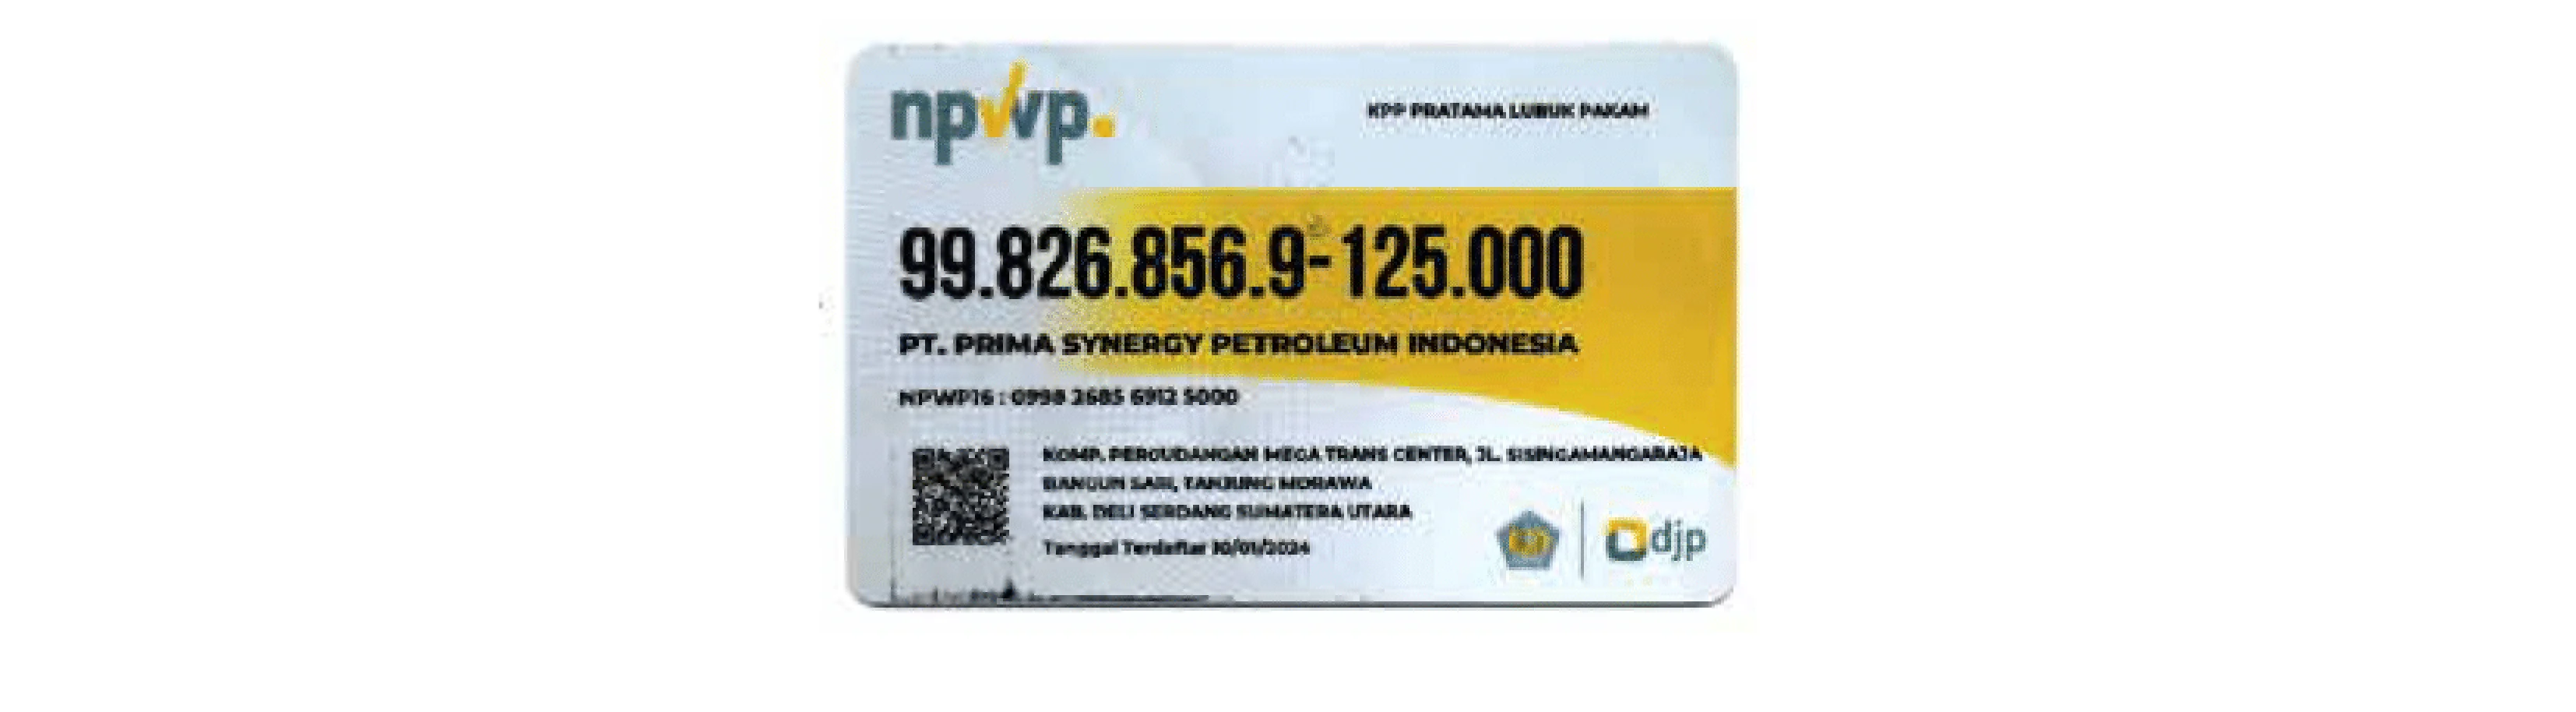 npwp.
KPP PRATAMA LUBUK PAKAM
99.826.856.9-125.000
PT. PRIMA SYNERGY PETROLEUM INDONESIA
NPWP16 : 0998 2685 6912 5000
KOMP. PERGUDANGAN MEGA TRANS CENTER, JL. SISINGAMANGARAJA
BANGUN SARI, TANJUNG MORAWA
KAB. DELI SERDANG SUMATERA UTARA
Tanggal Terdaftar 10/01/2024
djp